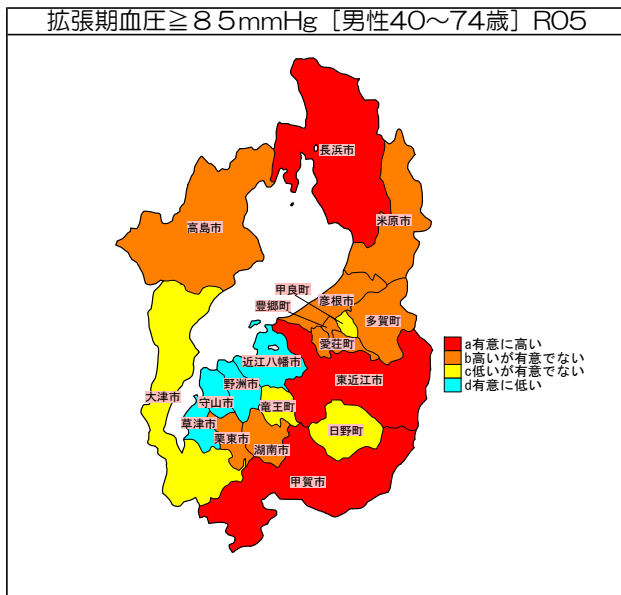 拡張期血圧≧85mmHg [男性40～74歳] R05
長浜市
米原市
高島市
甲良町
彦根市
豊郷町
多賀町
愛荘町
近江八幡市
東近江市
野洲市
大津市
守山市
竜王町
草津市
栗東市
日野町
湖南市
甲賀市
a有意に高い
b高いが有意でない
c低いが有意でない
d有意に低い